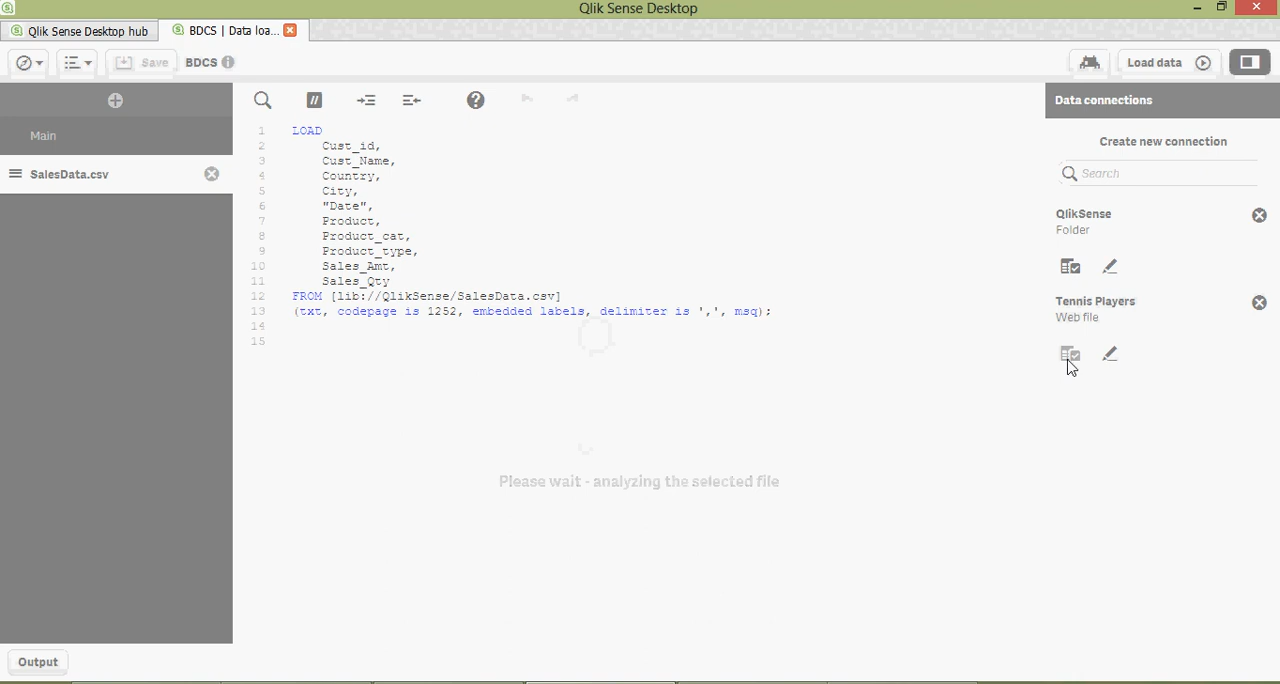 Qlik Sense Desktop
Qlik Sense Desktop hub
BDCS | Data loa...
Save
BDCS
Load data
Data connections
Main
SalesData.csv
1 LOAD
2 Cust_id,
3 Cust_Name,
4 Country,
5 City,
6 "Date",
7 Product,
8 Product_cat,
9 Product_type,
10 Sales_Amt,
11 Sales_Qty
12 FROM [lib://QlikSense/SalesData.csv]
13 (txt, codepage is 1252, embedded labels, delimiter is ',', msq);
14
15
Please wait - analyzing the selected file
Create new connection
Search
QlikSense
Folder
Tennis Players
Web file
Output